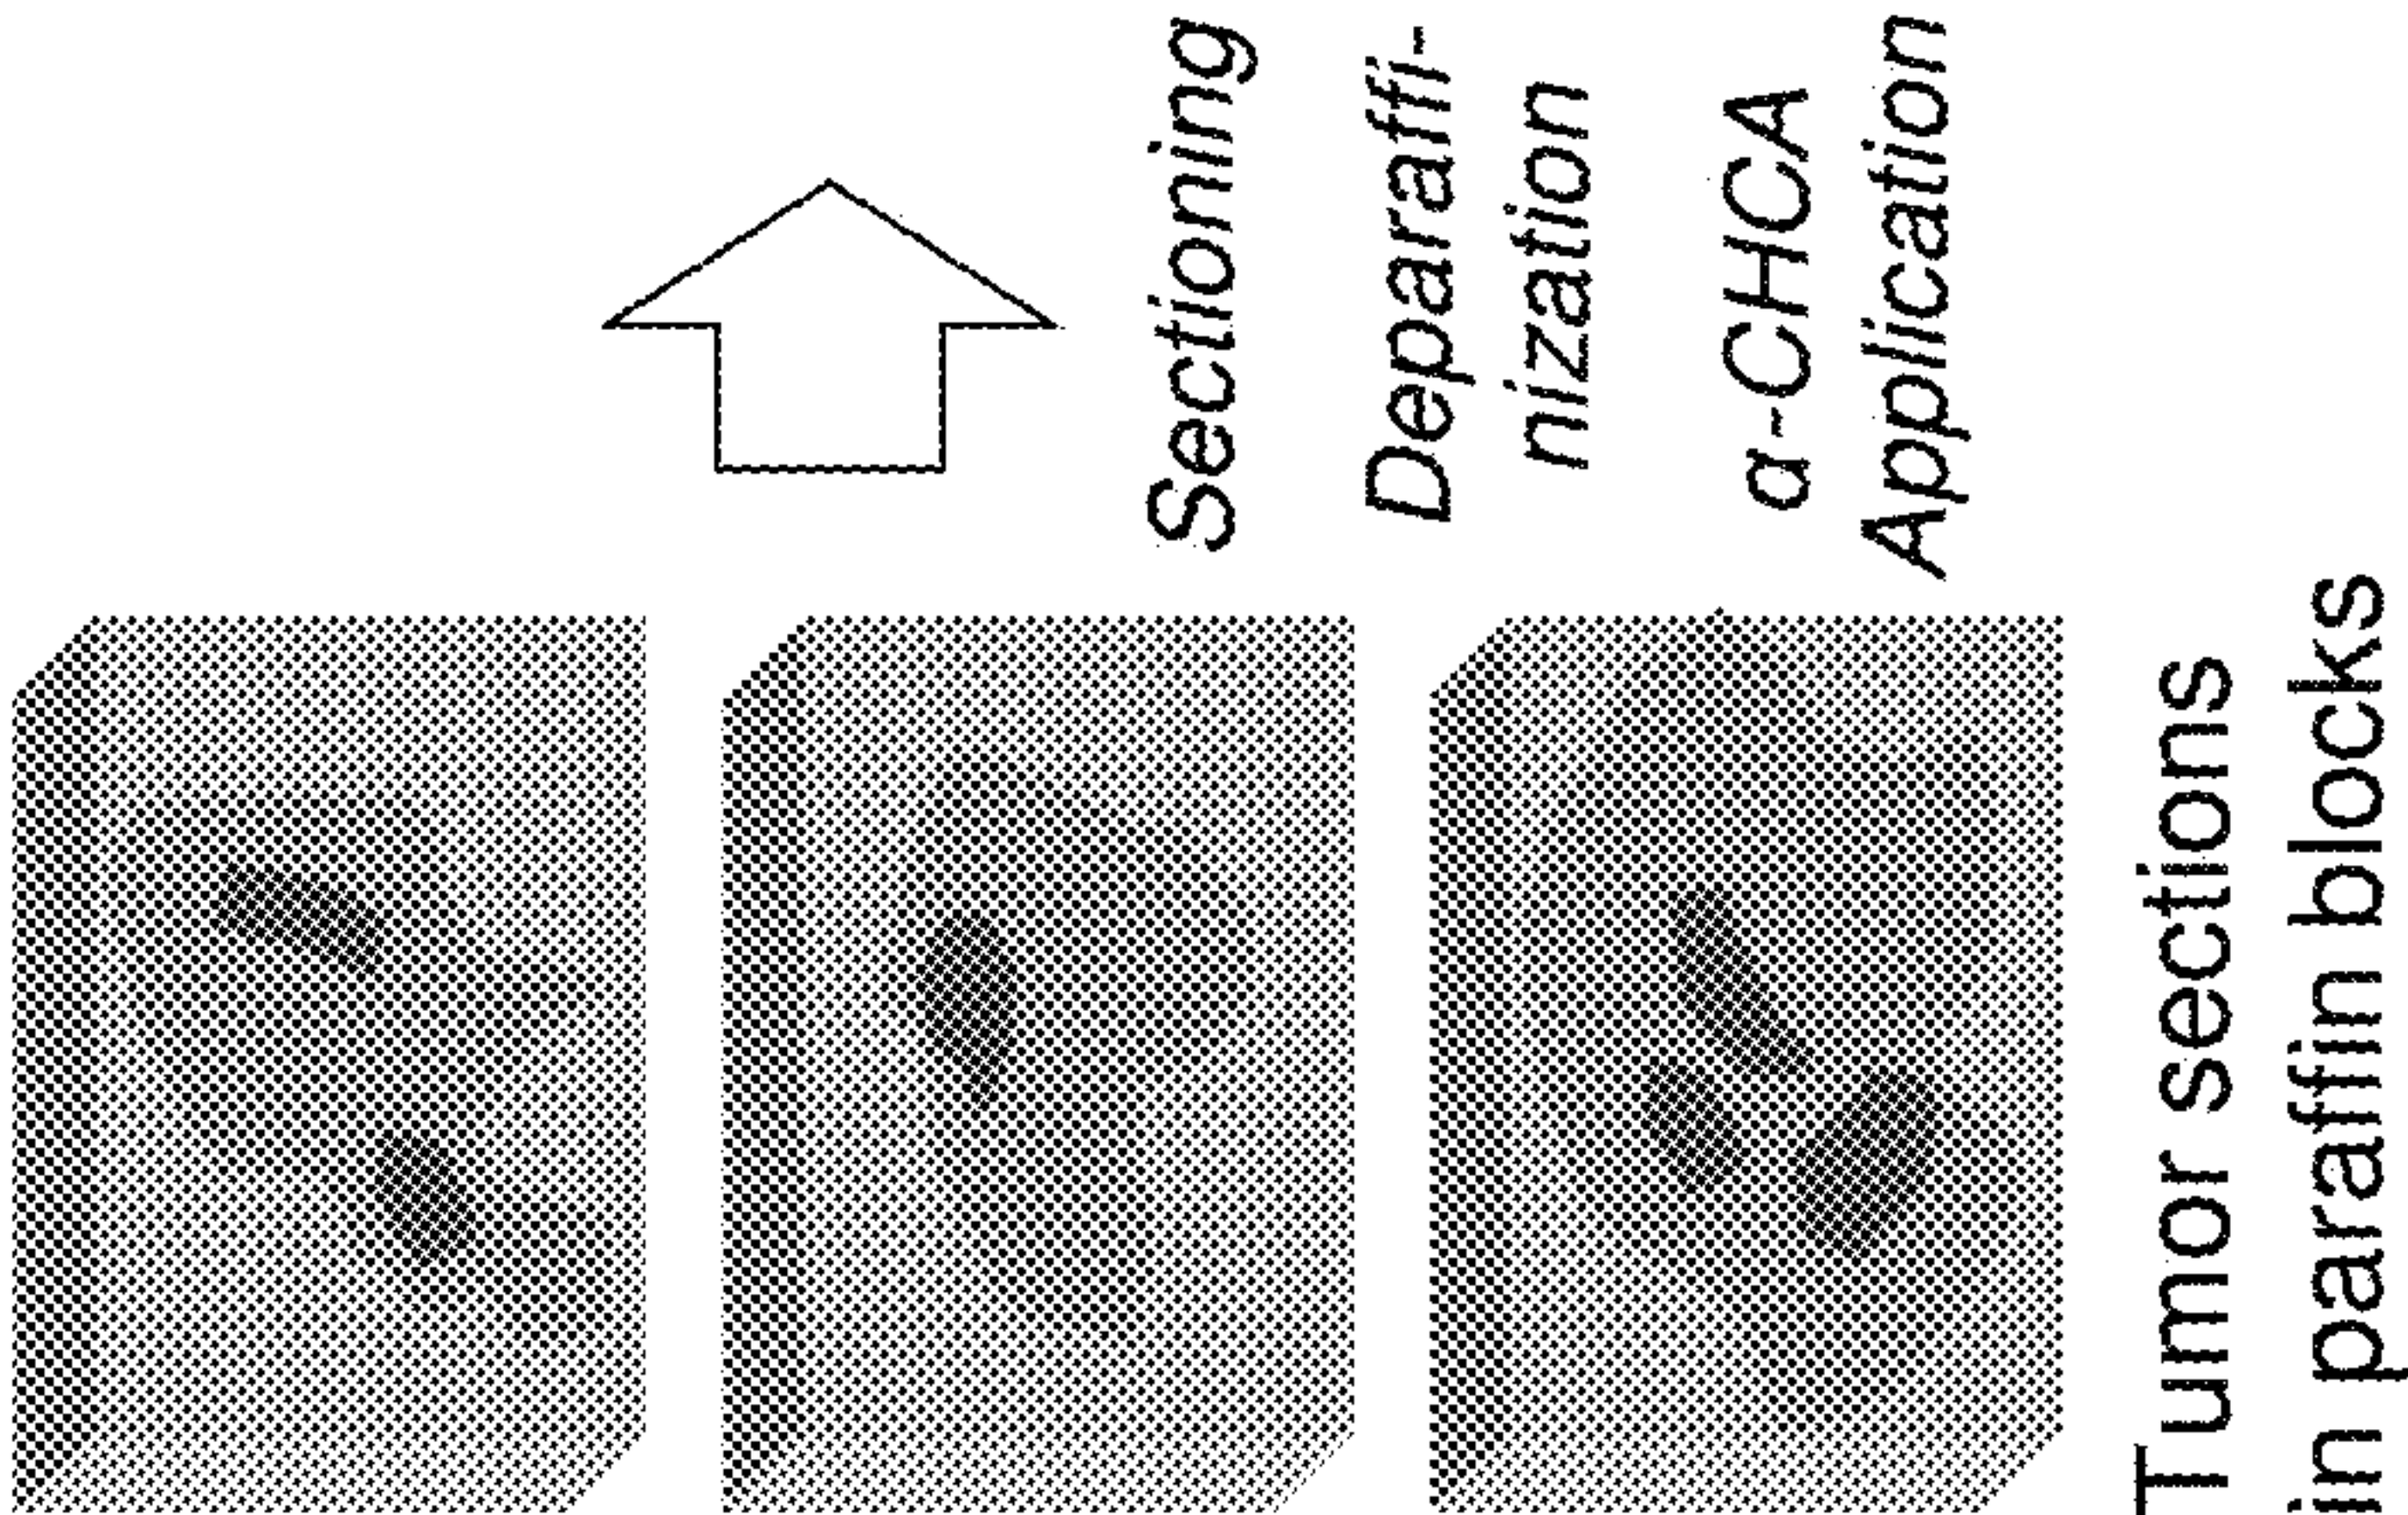 Sectioning
Deparaffi-
nization
α-CHCA
Application
Tumor sections
in paraffin blocks